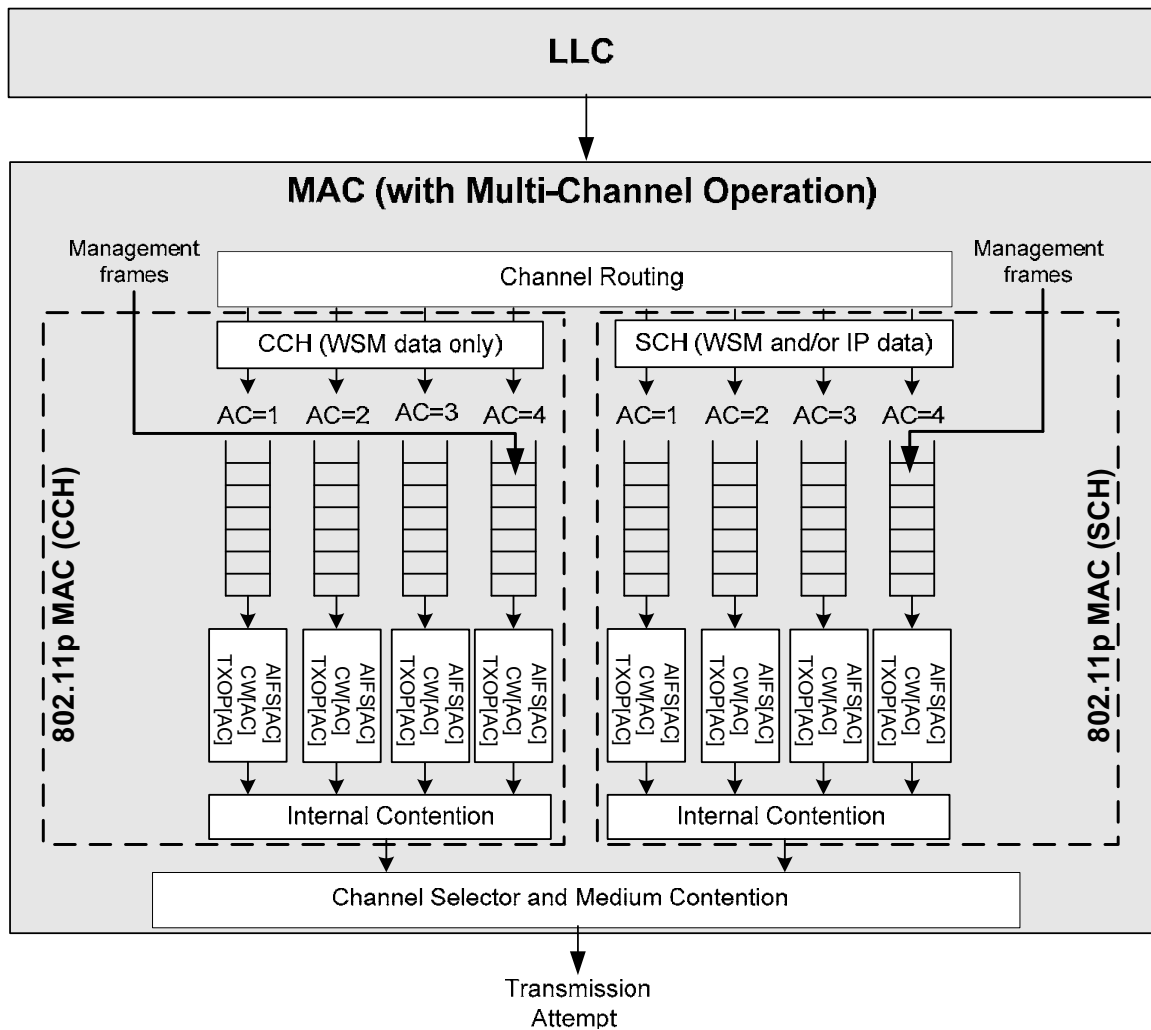 LLC
MAC (with Multi-Channel Operation)
Management
frames
Management
frames
Channel Routing
CCH (WSM data only)
SCH (WSM and/or IP data)
AC=1
AC=2
AC=3
AC=4
AC=1
AC=2
AC=3
AC=4
802.11p MAC (CCH)
802.11p MAC (SCH)
AIFS[AC]
CW[AC]
TXOP[AC]
AIFS[AC]
CW[AC]
TXOP[AC]
AIFS[AC]
CW[AC]
TXOP[AC]
AIFS[AC]
CW[AC]
TXOP[AC]
AIFS[AC]
CW[AC]
TXOP[AC]
AIFS[AC]
CW[AC]
TXOP[AC]
AIFS[AC]
CW[AC]
TXOP[AC]
AIFS[AC]
CW[AC]
TXOP[AC]
Internal Contention
Internal Contention
Channel Selector and Medium Contention
Transmission
Attempt